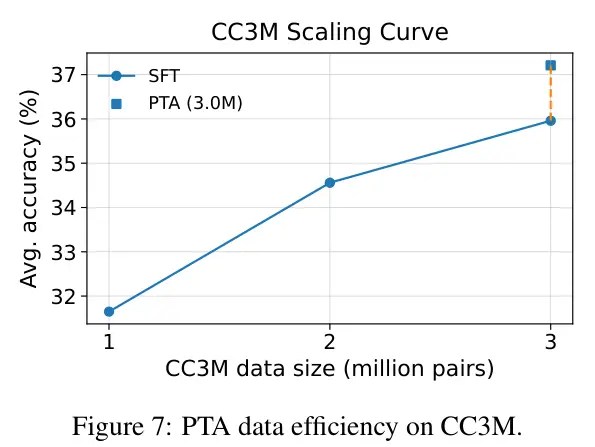 CC3M Scaling Curve
SFT
PTA (3.0M)
37
36
35
34
33
32
Avg. accuracy (%)
1 2 3
CC3M data size (million pairs)
Figure 7: PTA data efficiency on CC3M.